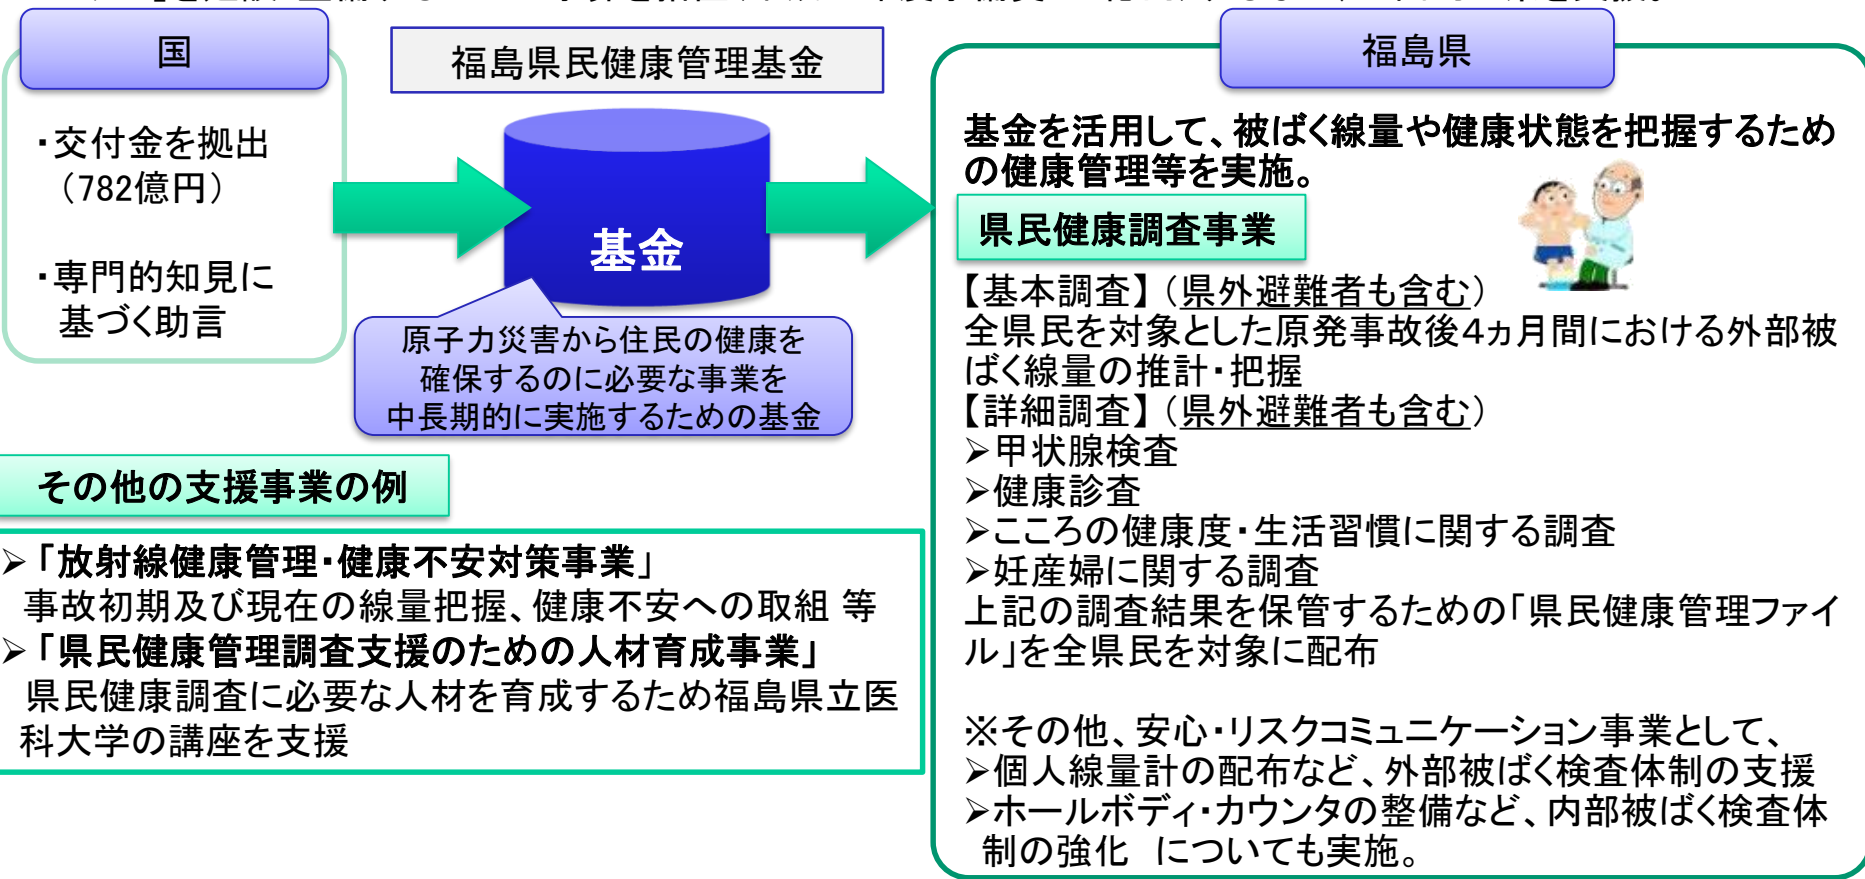 国
・交付金を拠出
（782億円）
・専門的知見に
基づく助言
福島県民健康管理基金
基金
原子力災害から住民の健康を
確保するのに必要な事業を
中長期的に実施するための基金
その他の支援事業の例
➢「放射線健康管理・健康不安対策事業」
事故初期及び現在の線量把握、健康不安への取組 等
➢「県民健康管理調査支援のための人材育成事業」
県民健康調査に必要な人材を育成するため福島県立医
科大学の講座を支援
福島県
基金を活用して、被ばく線量や健康状態を把握するため
の健康管理等を実施。
県民健康調査事業
【基本調査】（県外避難者も含む）
全県民を対象とした原発事故後４ヵ月間における外部被
ばく線量の推計・把握
【詳細調査】（県外避難者も含む）
➢甲状腺検査
➢健康診査
➢こころの健康度・生活習慣に関する調査
➢妊産婦に関する調査
上記の調査結果を保管するための「県民健康管理ファイ
ル」を全県民を対象に配布
※その他、安心・リスクコミュニケーション事業として、
➢個人線量計の配布など、外部被ばく検査体制の支援
➢ホールボディ・カウンタの整備など、内部被ばく検査体
制の強化　についても実施。